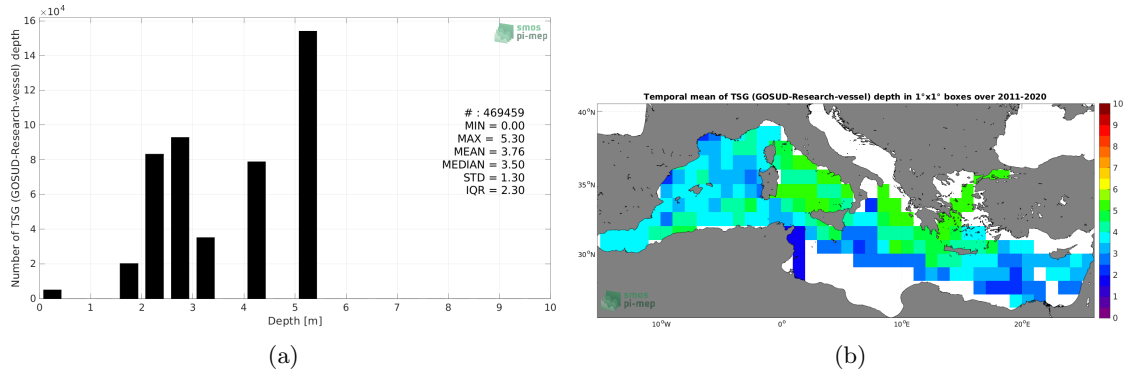 ×10⁴
16
14
12
10
8
6
4
2
0
Number of TSG (GOSUD-Research-vessel) depth
0 1 2 3 4 5 6 7 8 9 10
Depth [m]
smos
pi-mep
# : 469459
MIN = 0.00
MAX = 5.30
MEAN = 3.76
MEDIAN = 3.50
STD = 1.30
IQR = 2.30
(a)
Temporal mean of TSG (GOSUD-Research-vessel) depth in 1°x1° boxes over 2011-2020
40°N
35°N
30°N
10°W 0° 10°E 20°E
smos
pi-mep
10
9
8
7
6
5
4
3
2
1
0
(b)